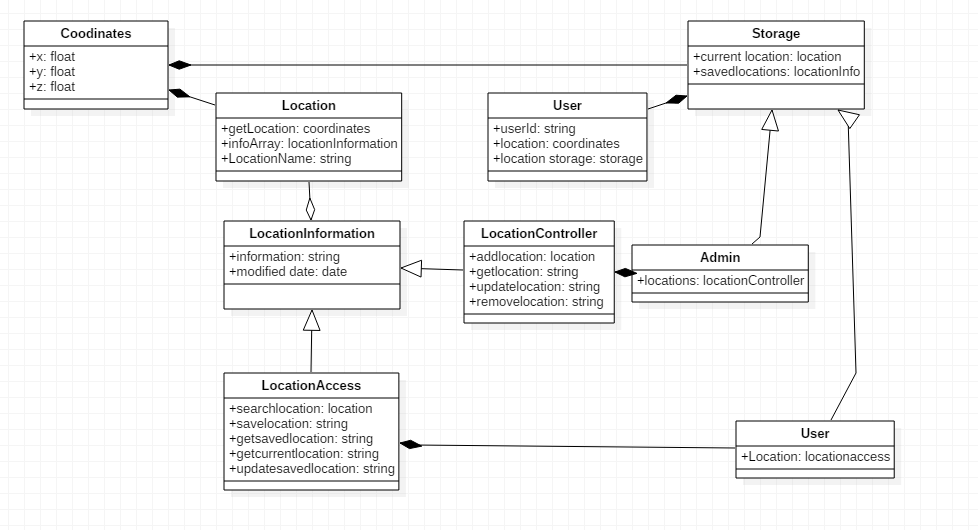 Coodinates
+x: float
+y: float
+z: float
Storage
+current location: location
+savedlocations: locationInfo
Location
+getLocation: coordinates
+infoArray: locationInformation
+LocationName: string
User
+userId: string
+location: coordinates
+location storage: storage
LocationInformation
+information: string
+modified date: date
LocationController
+addlocation: location
+getlocation: string
+updatelocation: string
+removelocation: string
Admin
+locations: locationController
LocationAccess
+searchlocation: location
+savelocation: string
+getsavedlocation: string
+getcurrentlocation: string
+updatesavedlocation: string
User
+Location: locationaccess